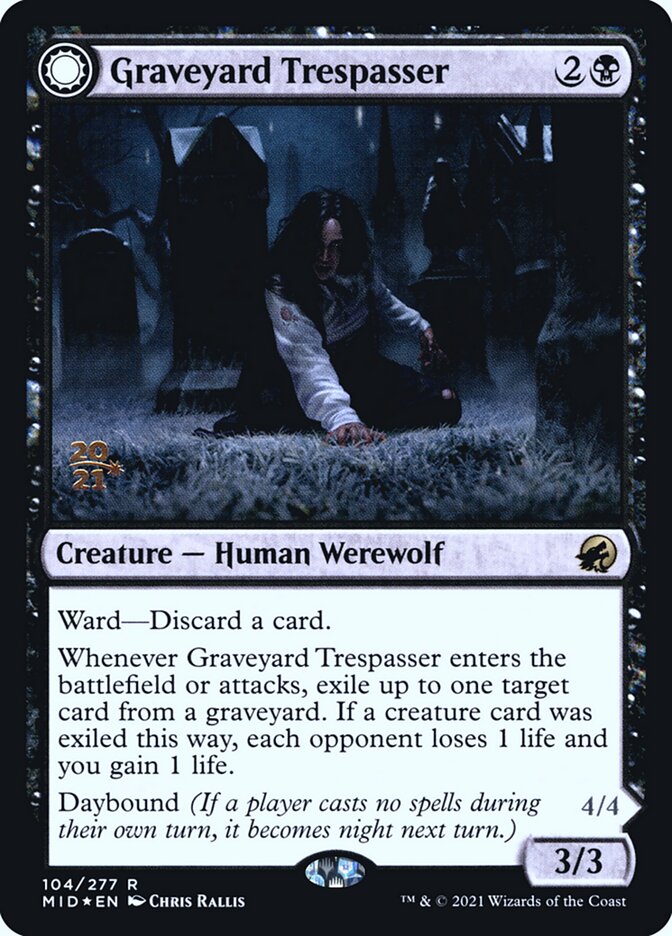 Graveyard Trespasser 2
20
21
Creature — Human Werewolf
Ward—Discard a card.
Whenever Graveyard Trespasser enters the
battlefield or attacks, exile up to one target
card from a graveyard. If a creature card was
exiled this way, each opponent loses 1 life and
you gain 1 life.
Daybound (If a player casts no spells during
their own turn, it becomes night next turn.)
4/4
3/3
104/277 R
MID★EN Chris Rallis
™ & © 2021 Wizards of the Coast